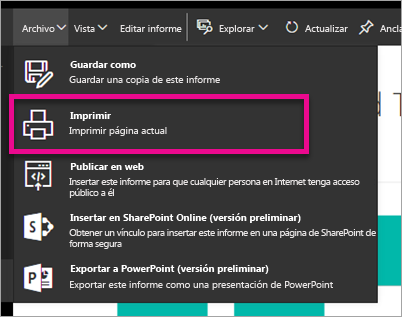 Archivo Vista Editar informe Explorar Actualizar Ancla
Guardar como
Guardar una copia de este informe
Imprimir
Imprimir página actual
Publicar en web
Insertar este informe para que cualquier persona en Internet tenga acceso
público a él
Insertar en SharePoint Online (versión preliminar)
Obtener un vínculo para insertar este informe en una página de SharePoint de
forma segura
Exportar a PowerPoint (versión preliminar)
Exportar este informe como una presentación de PowerPoint